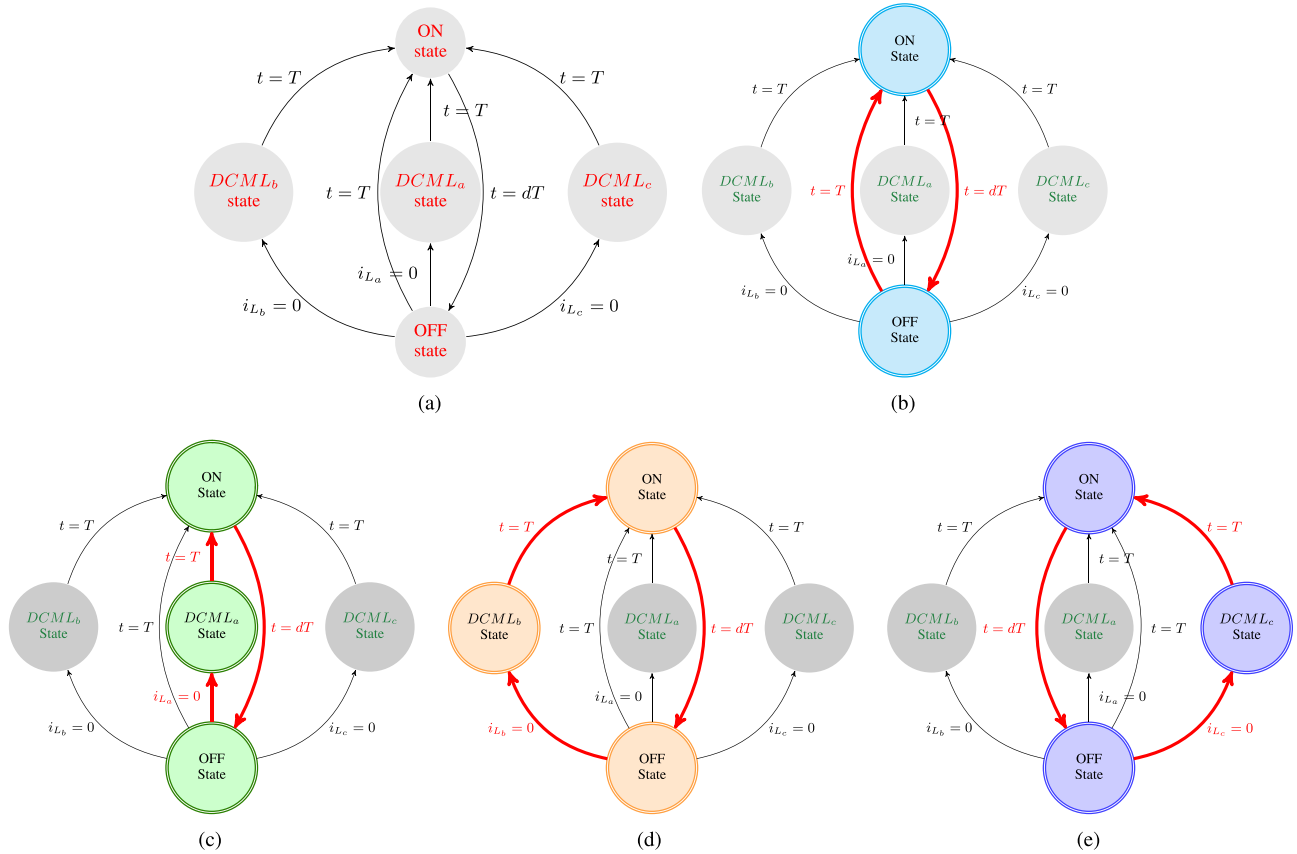 ON
state
t = T
t = T
t = T
DCML_b
state
t = T
DCML_a
state
t = dT
DCML_c
state
i_{L_a} = 0
i_{L_b} = 0
i_{L_c} = 0
OFF
state
(a)
ON
State
t = T
t = T
t = T
DCML_b
State
t = T
DCML_a
State
t = dT
DCML_c
State
i_{L_a} = 0
i_{L_b} = 0
i_{L_c} = 0
OFF
State
(b)
ON
State
t = T
t = T
t = T
DCML_b
State
t = T
DCML_a
State
t = dT
DCML_c
State
i_{L_a} = 0
i_{L_b} = 0
i_{L_c} = 0
OFF
State
(c)
ON
State
t = T
t = T
t = T
DCML_b
State
t = T
DCML_a
State
t = dT
DCML_c
State
i_{L_a} = 0
i_{L_b} = 0
i_{L_c} = 0
OFF
State
(d)
ON
State
t = T
t = T
t = T
DCML_b
State
t = dT
DCML_a
State
t = T
DCML_c
State
i_{L_a} = 0
i_{L_b} = 0
i_{L_c} = 0
OFF
State
(e)